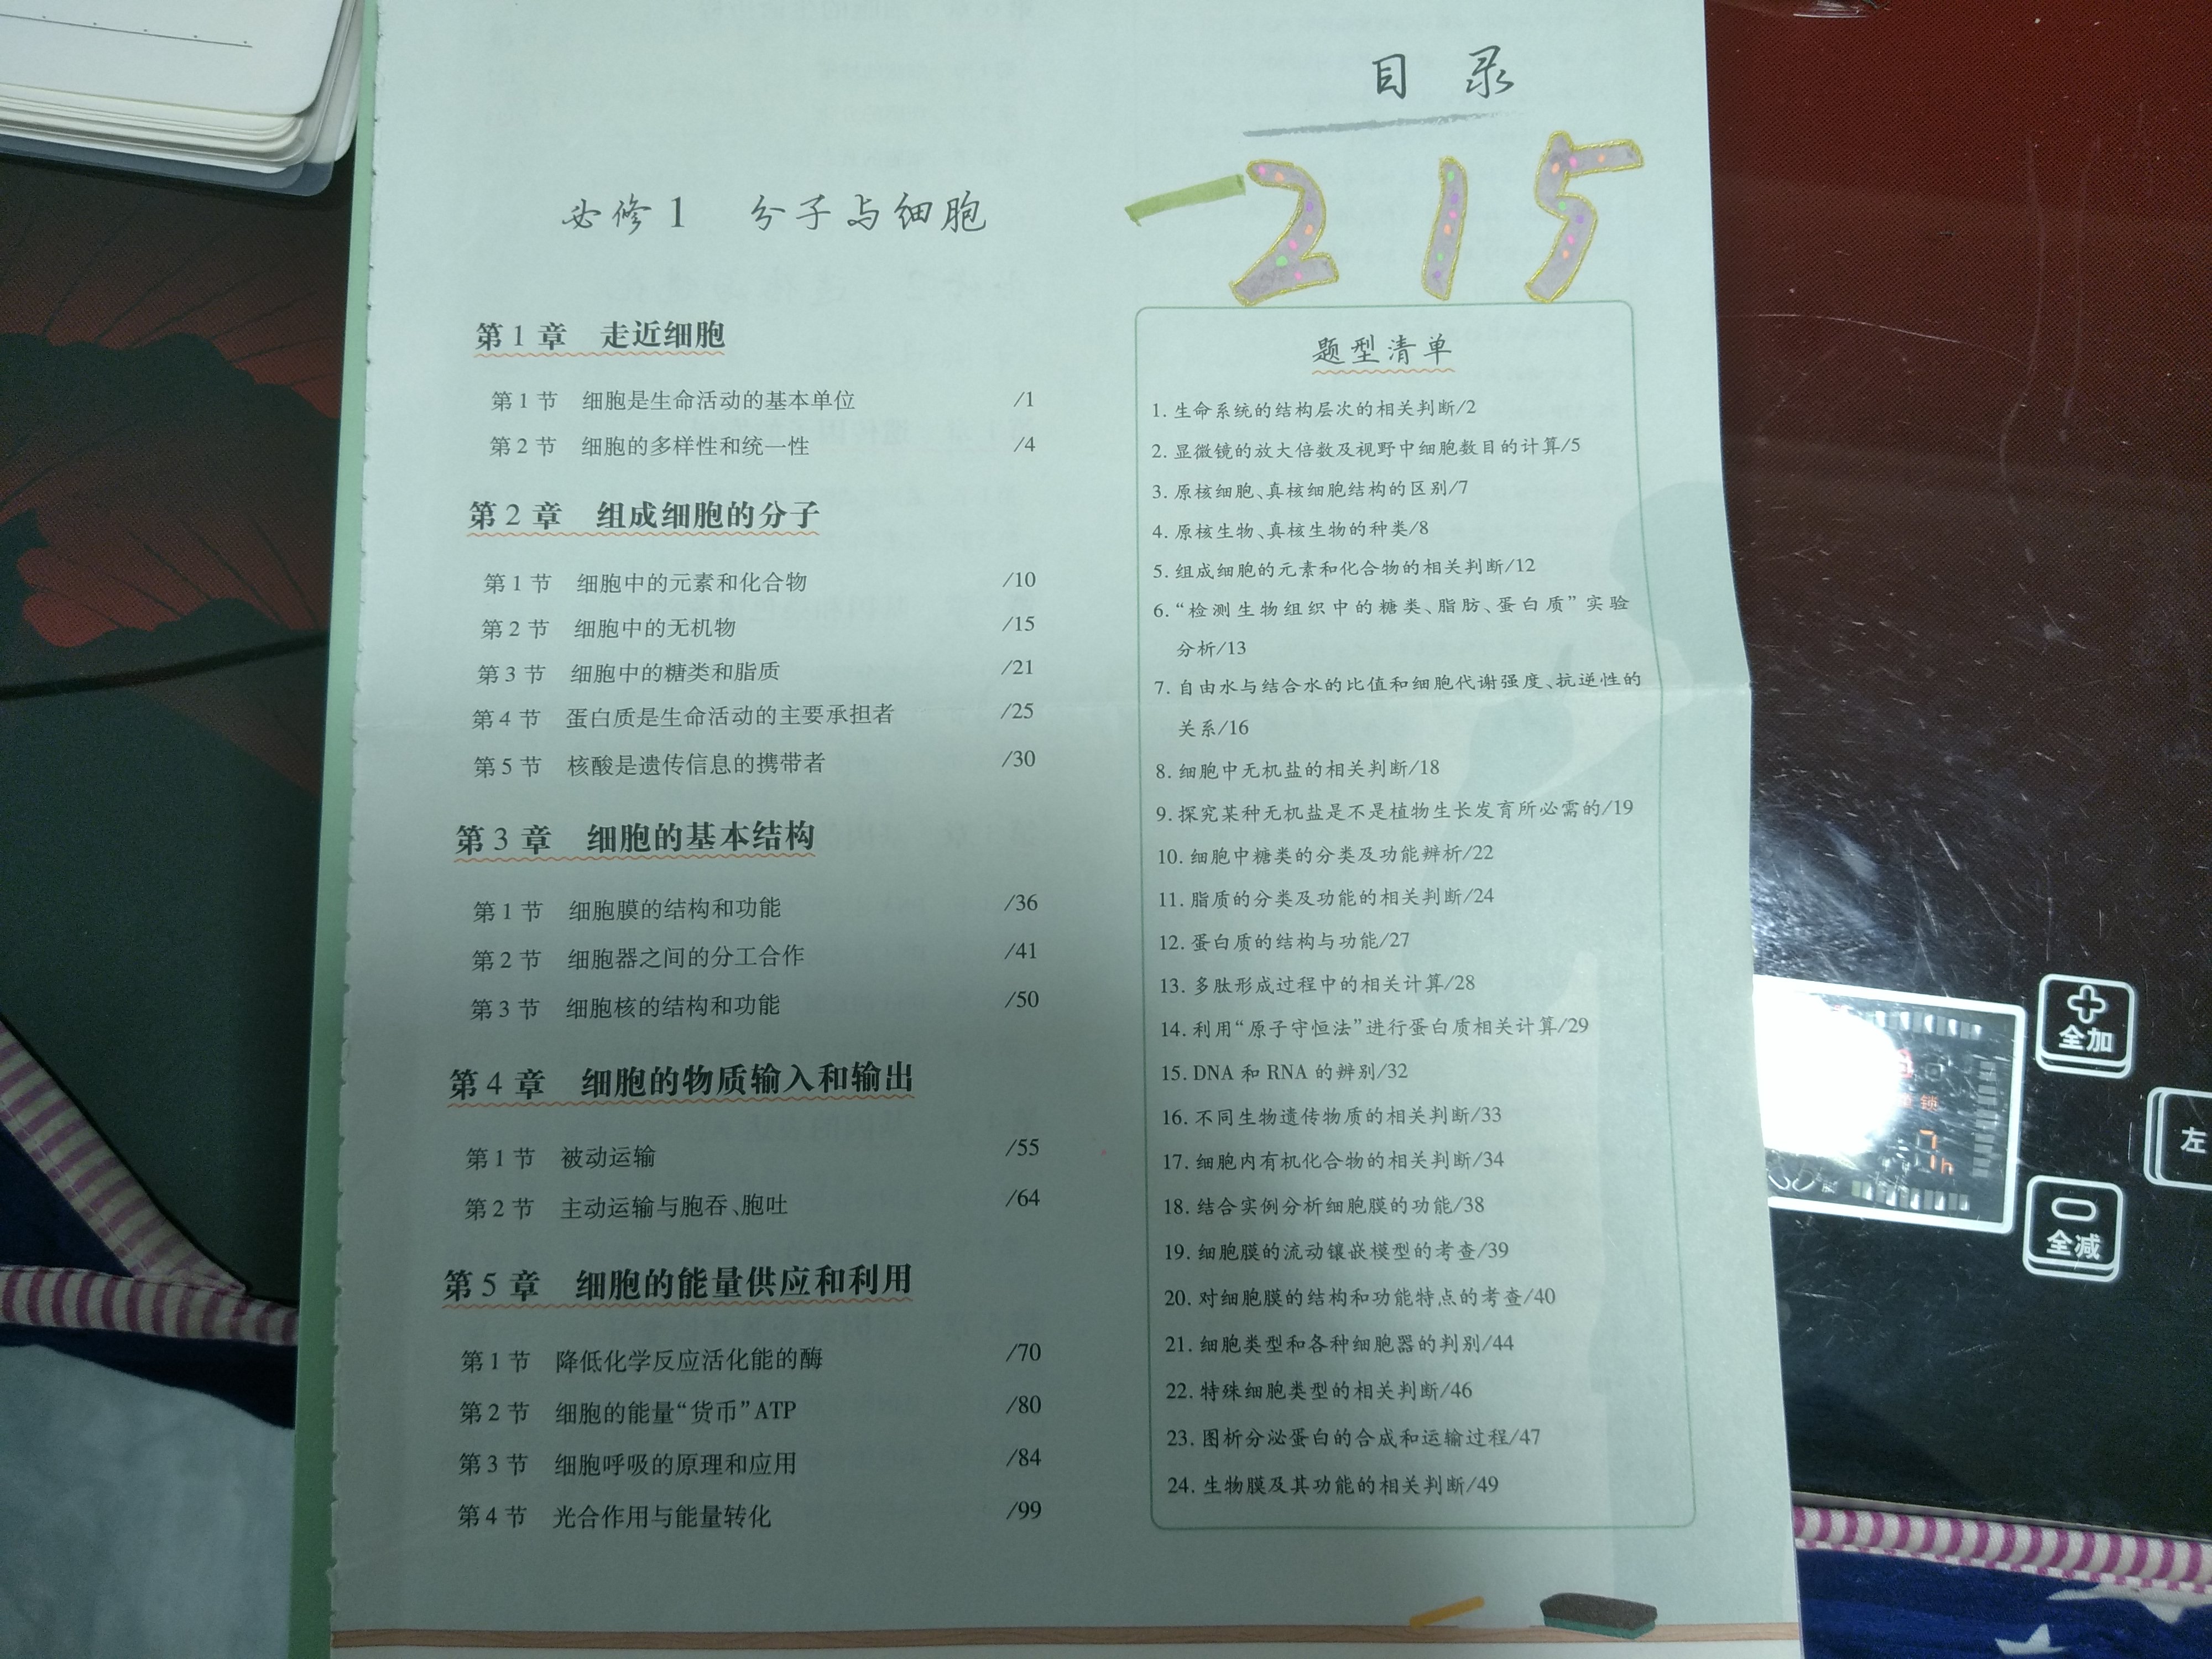 目 录
-215
必修1 分子与细胞
第1章 走近细胞
第1节 细胞是生命活动的基本单位 /1
第2节 细胞的多样性和统一性 /4
第2章 组成细胞的分子
第1节 细胞中的元素和化合物 /10
第2节 细胞中的无机物 /15
第3节 细胞中的糖类和脂质 /21
第4节 蛋白质是生命活动的主要承担者 /25
第5节 核酸是遗传信息的携带者 /30
第3章 细胞的基本结构
第1节 细胞膜的结构和功能 /36
第2节 细胞器之间的分工合作 /41
第3节 细胞核的结构和功能 /50
第4章 细胞的物质输入和输出
第1节 被动运输 /55
第2节 主动运输与胞吞、胞吐 /64
第5章 细胞的能量供应和利用
第1节 降低化学反应活化能的酶 /70
第2节 细胞的能量“货币”ATP /80
第3节 细胞呼吸的原理和应用 /84
第4节 光合作用与能量转化 /99
题型清单
1. 生命系统的结构层次的相关判断/2
2. 显微镜的放大倍数及视野中细胞数目的计算/5
3. 原核细胞、真核细胞结构的区别/7
4. 原核生物、真核生物的种类/8
5. 组成细胞的元素和化合物的相关判断/12
6. “检测生物组织中的糖类、脂肪、蛋白质”实验
分析/13
7. 自由水与结合水的比值和细胞代谢强度、抗逆性的
关系/16
8. 细胞中无机盐的相关判断/18
9. 探究某种无机盐是不是植物生长发育所必需的/19
10. 细胞中糖类的分类及功能辨析/22
11. 脂质的分类及功能的相关判断/24
12. 蛋白质的结构与功能/27
13. 多肽形成过程中的相关计算/28
14. 利用“原子守恒法”进行蛋白质相关计算/29
15. DNA 和 RNA 的辨别/32
16. 不同生物遗传物质的相关判断/33
17. 细胞内有机化合物的相关判断/34
18. 结合实例分析细胞膜的功能/38
19. 细胞膜的流动镶嵌模型的考查/39
20. 对细胞膜的结构和功能特点的考查/40
21. 细胞类型和各种细胞器的判别/44
22. 特殊细胞类型的相关判断/46
23. 图析分泌蛋白的合成和运输过程/47
24. 生物膜及其功能的相关判断/49
全加
锁
左
1h
全减